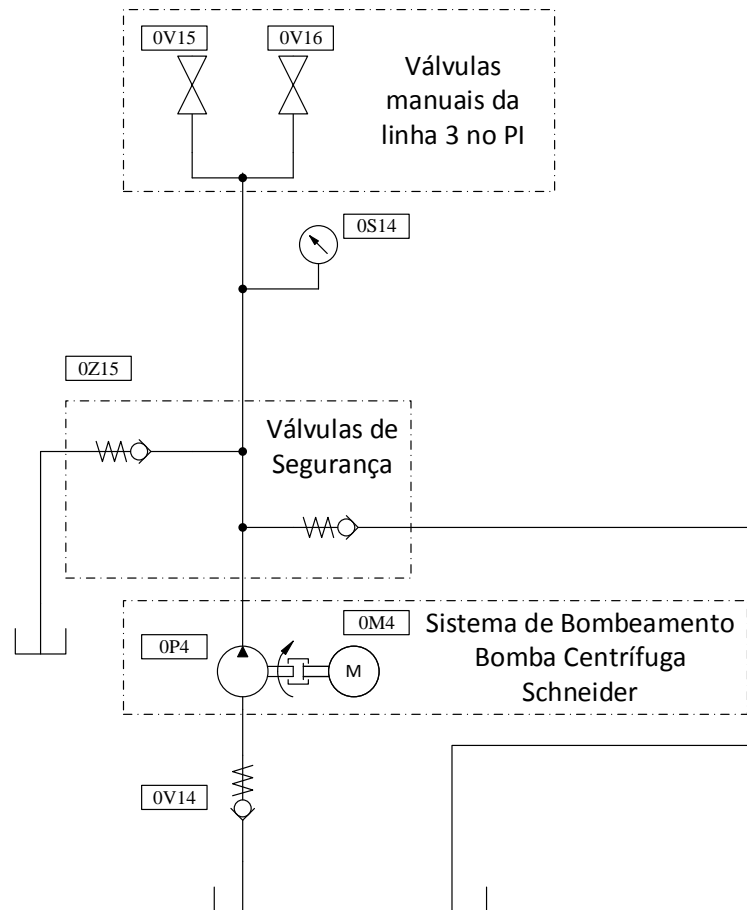 0V15
0V16
Válvulas
manuais da
linha 3 no PI
0S14
0Z15
Válvulas de
Segurança
0M4
0P4
M
Sistema de Bombeamento
Bomba Centrífuga
Schneider
0V14